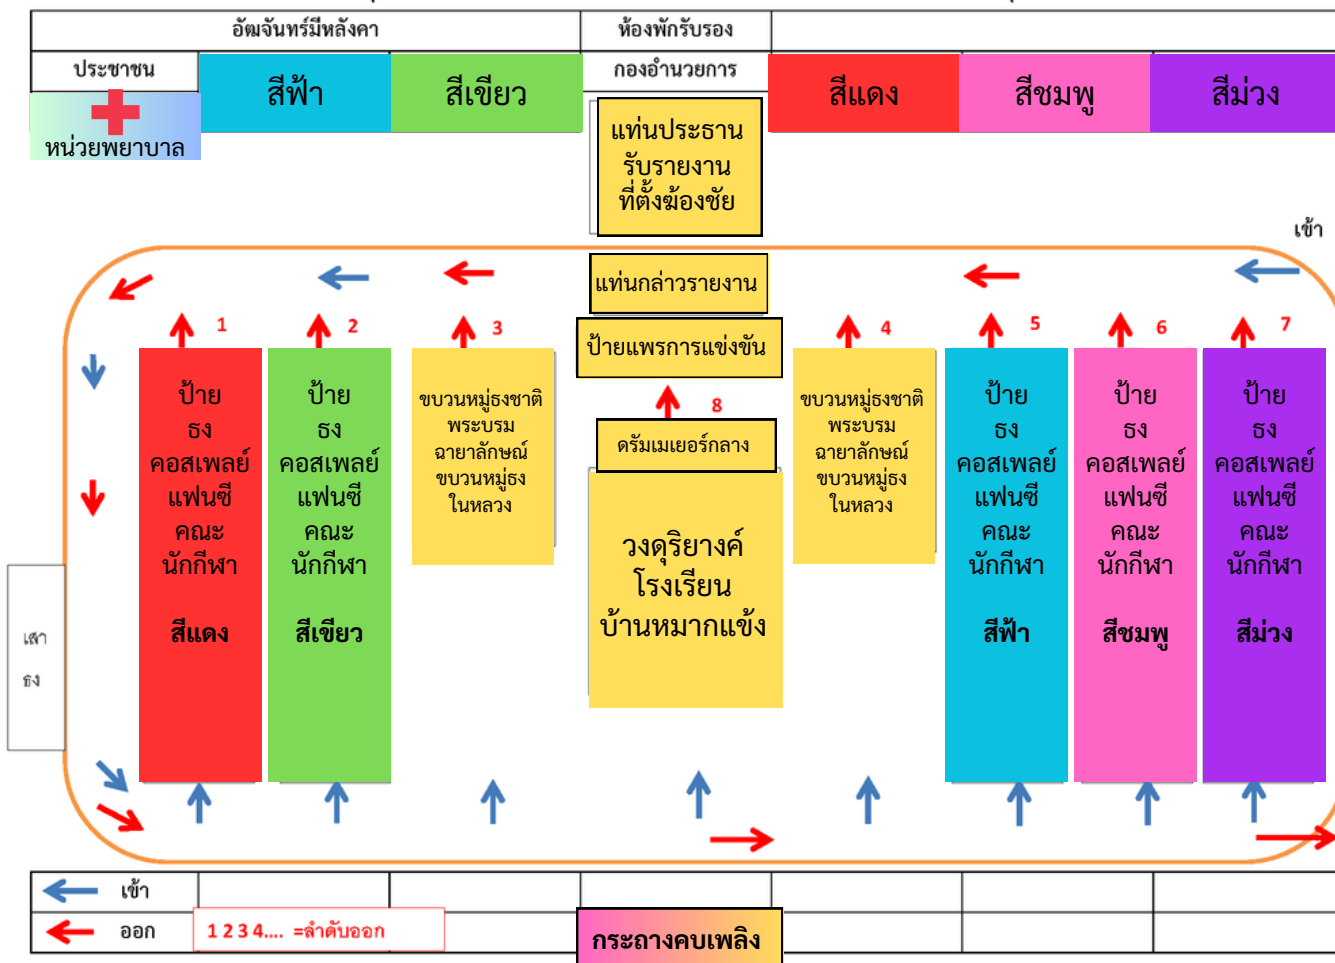 อัฒจันทร์มีหลังคา
ห้องพักรับรอง
ประชาชน
สีฟ้า
สีเขียว
กองอำนวยการ
สีแดง
สีชมพู
สีม่วง
หน่วยพยาบาล
แท่นประธาน
รับรายงาน
ที่ตั้งฆ้องชัย
เข้า
แท่นกล่าวรายงาน
1
2
3
4
5
6
7
ป้ายแพรการแข่งขัน
8
ป้าย
ธง
คอสเพลย์
แฟนซี
คณะ
นักกีฬา
สีแดง
ป้าย
ธง
คอสเพลย์
แฟนซี
คณะ
นักกีฬา
สีเขียว
ขบวนหมู่ธงชาติ
พระบรม
ฉายาลักษณ์
ขบวนหมู่ธง
ในหลวง
ดรัมเมเยอร์กลาง
วงดุริยางค์
โรงเรียน
บ้านหมากแข้ง
ขบวนหมู่ธงชาติ
พระบรม
ฉายาลักษณ์
ขบวนหมู่ธง
ในหลวง
ป้าย
ธง
คอสเพลย์
แฟนซี
คณะ
นักกีฬา
สีฟ้า
ป้าย
ธง
คอสเพลย์
แฟนซี
คณะ
นักกีฬา
สีชมพู
ป้าย
ธง
คอสเพลย์
แฟนซี
คณะ
นักกีฬา
สีม่วง
เสา
ธง
เข้า
ออก
1 2 3 4.... =ลำดับออก
กระถางคบเพลิง